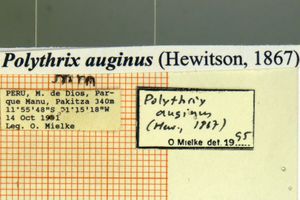 Polythrix auginus (Hewitson, 1867)
PERU, M. de Dios, Par-
que Manu, Pakitza 340m
11°55'48"S 71°15'18"W
14 Oct 1991
Leg. O. Mielke
Polythrix
auginus
(Hew., 1867)
95
O Mielke det. 19......